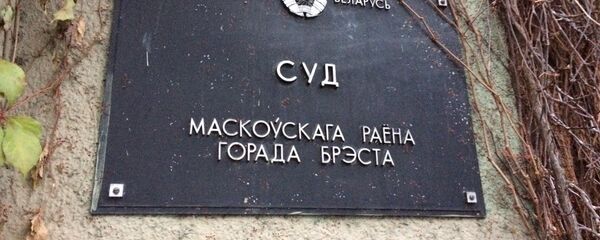 БЕЛАРУСЬ
СУД
МАСКОЎСКАГА РАЁНА
ГОРАДА БРЭСТА